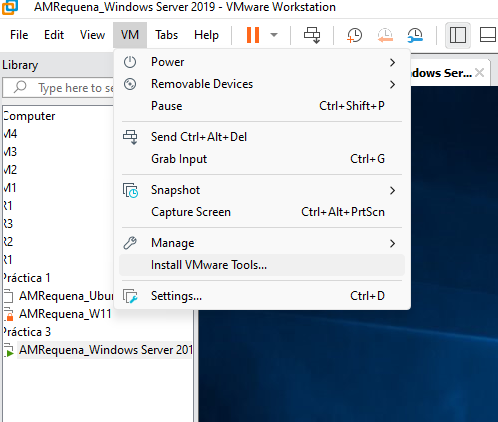 AMRequena_Windows Server 2019 - VMware Workstation
File Edit View VM Tabs Help
Library
Type here to se
dows Ser...
Power
Removable Devices
Pause Ctrl+Shift+P
Send Ctrl+Alt+Del
Grab Input Ctrl+G
Snapshot
Capture Screen Ctrl+Alt+PrtScn
Manage
Install VMware Tools...
Settings... Ctrl+D
Computer
M4
M3
M2
M1
R1
R3
R2
R1
Práctica 1
AMRequena_Ubu
AMRequena_W11
Práctica 3
AMRequena_Windows Server 201